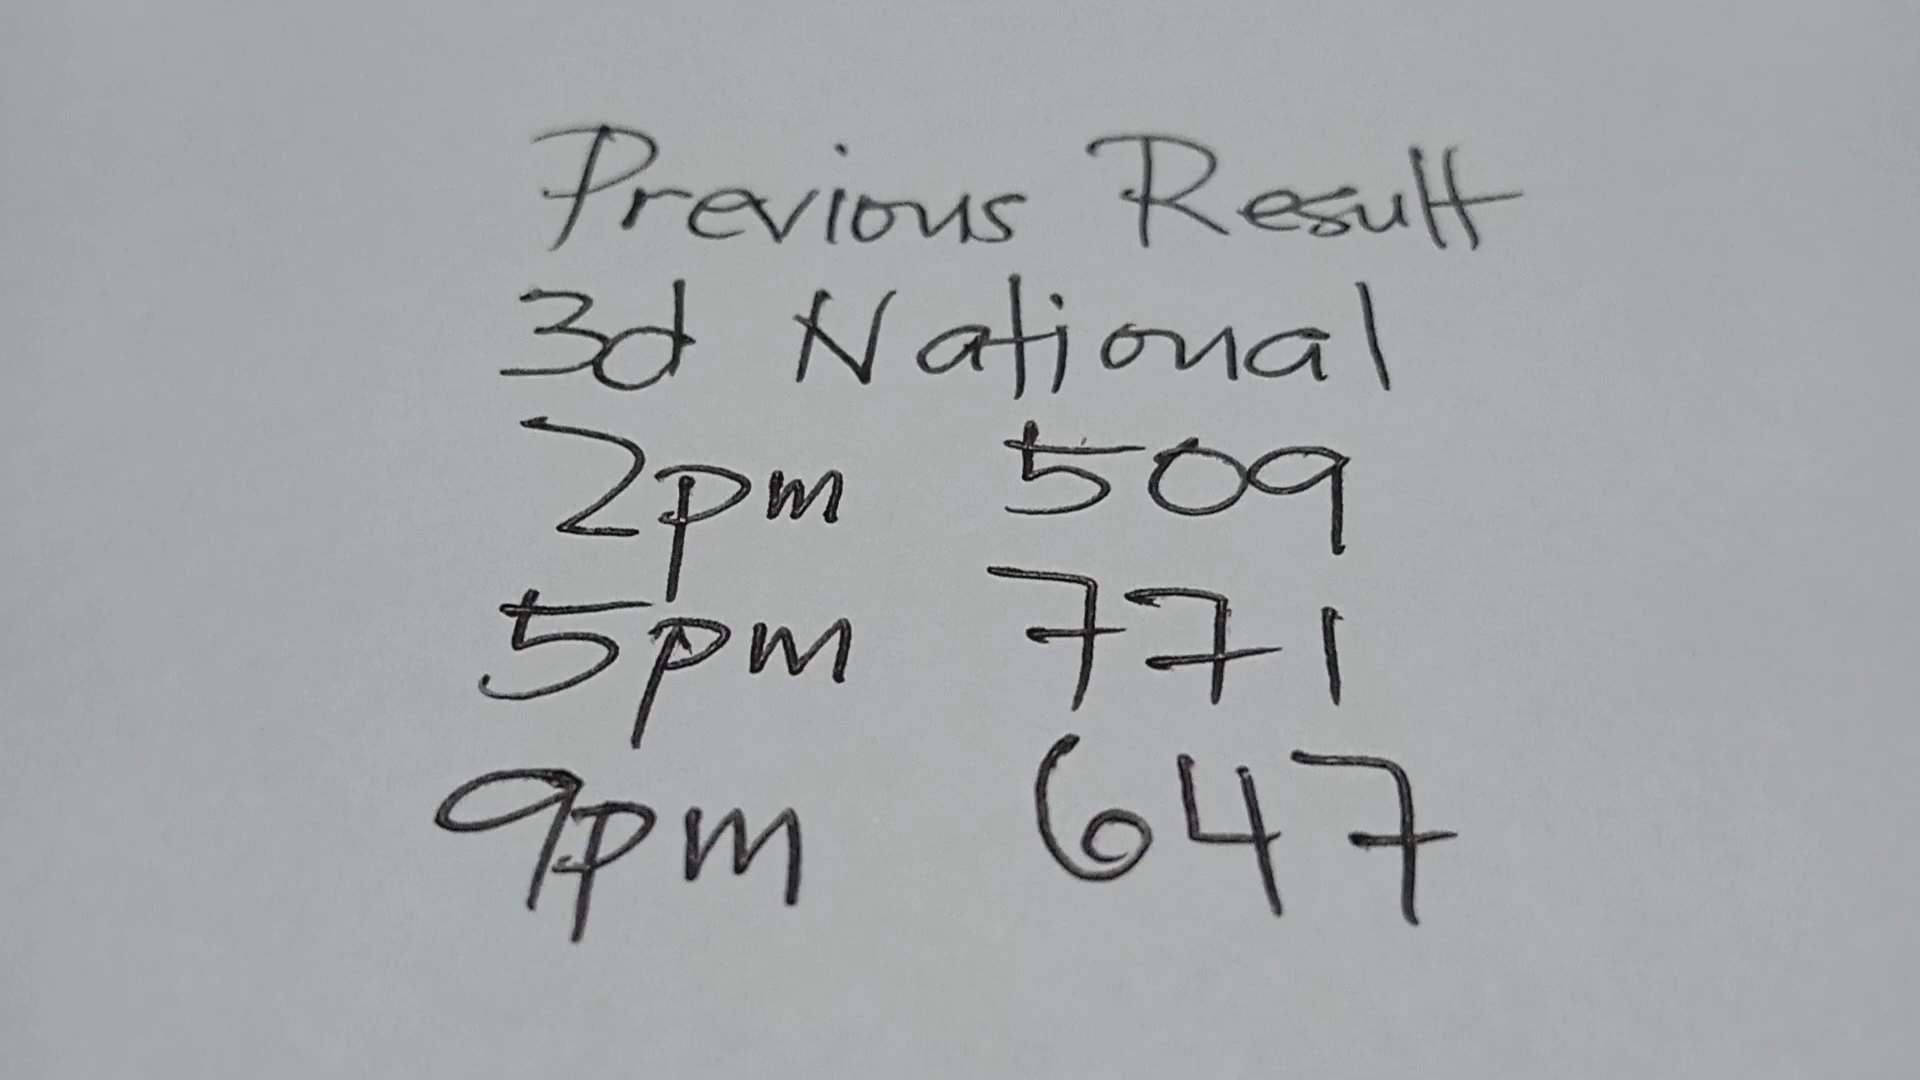 Previous Result
3d National
2pm 509
5pm 771
9pm 647